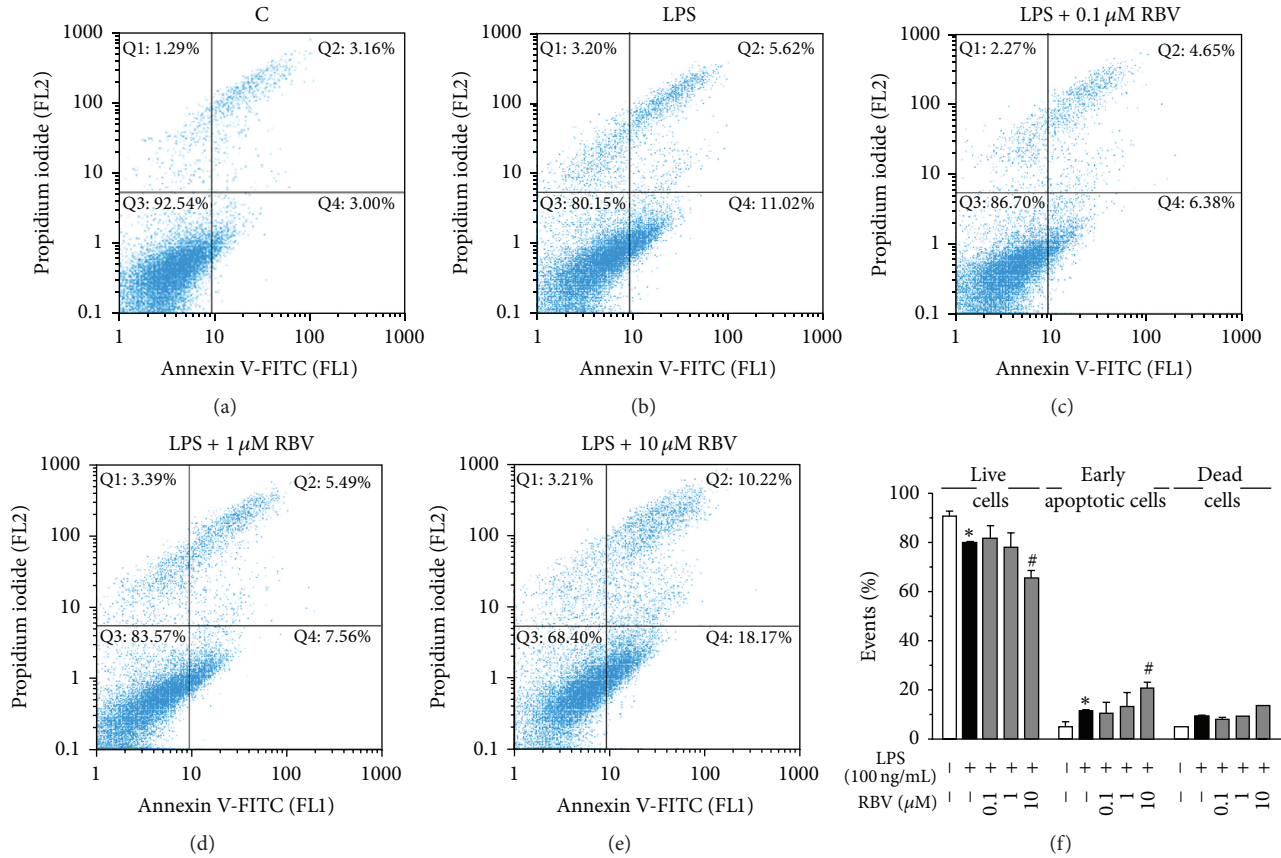 C
Q1: 1.29%
Q2: 3.16%
Q3: 92.54%
Q4: 3.00%
1000
100
10
1
0.1
Propidium iodide (FL2)
1
10
100
1000
Annexin V-FITC (FL1)
(a)
LPS
Q1: 3.20%
Q2: 5.62%
Q3: 80.15%
Q4: 11.02%
1000
100
10
1
0.1
Propidium iodide (FL2)
1
10
100
1000
Annexin V-FITC (FL1)
(b)
LPS + 0.1 μM RBV
Q1: 2.27%
Q2: 4.65%
Q3: 86.70%
Q4: 6.38%
1000
100
10
1
0.1
Propidium iodide (FL2)
1
10
100
1000
Annexin V-FITC (FL1)
(c)
LPS + 1 μM RBV
Q1: 3.39%
Q2: 5.49%
Q3: 83.57%
Q4: 7.56%
1000
100
10
1
0.1
Propidium iodide (FL2)
1
10
100
1000
Annexin V-FITC (FL1)
(d)
LPS + 10 μM RBV
Q1: 3.21%
Q2: 10.22%
Q3: 68.40%
Q4: 18.17%
1000
100
10
1
0.1
Propidium iodide (FL2)
1
10
100
1000
Annexin V-FITC (FL1)
(e)
Live
cells
Early
apoptotic cells
Dead
cells
100
80
60
40
20
0
Events (%)
*
#
*
#
LPS
(100 ng/mL)
− + + + + − + + + + − + + + +
RBV (μM)
− − 0.1 1 10 − − 0.1 1 10 − − 0.1 1 10
(f)